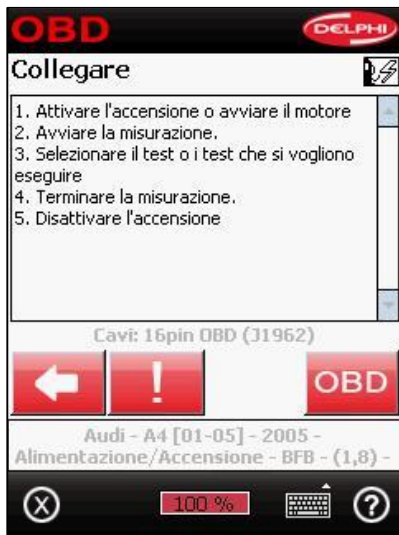 OBD
DELPHI
Collegare
1. Attivare l'accensione o avviare il motore
2. Avviare la misurazione.
3. Selezionare il test o i test che si vogliono
eseguire
4. Terminare la misurazione.
5. Disattivare l'accensione
Cavi: 16pin OBD (J1962)
!
OBD
Audi - A4 [01-05] - 2005 -
Alimentazione/Accensione - BFB - (1,8) -
X
100 %
?